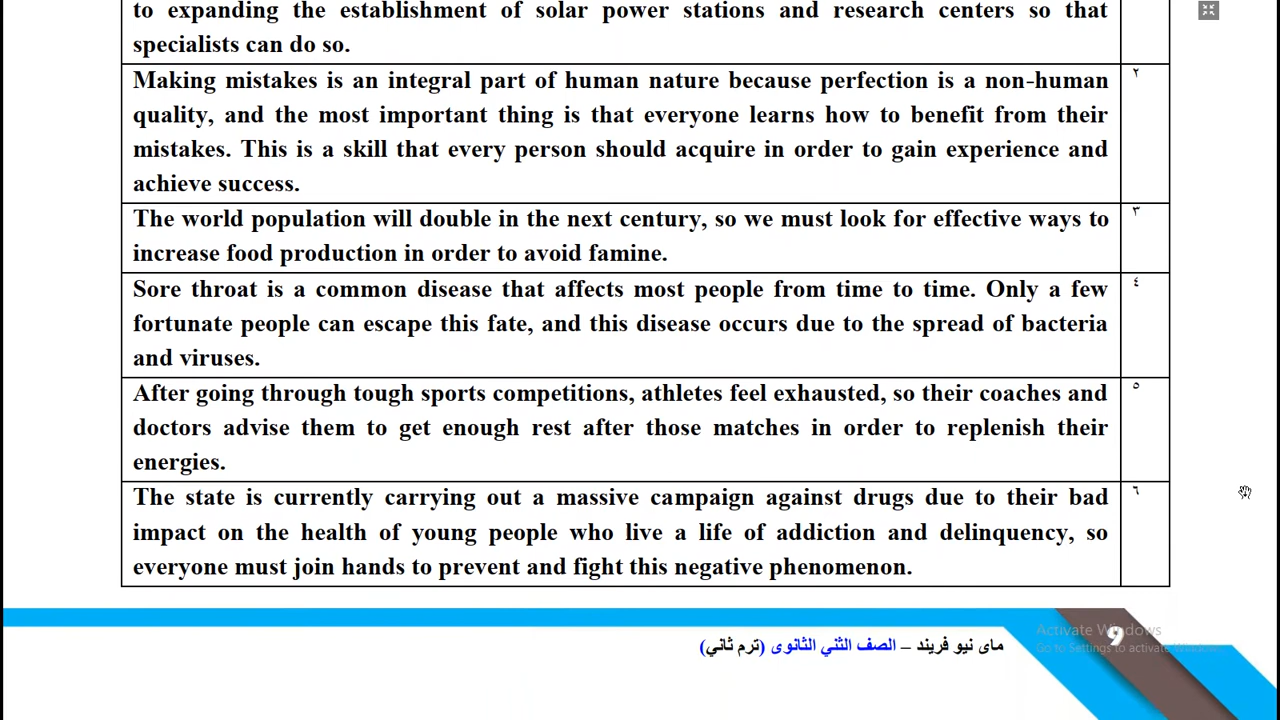 to expanding the establishment of solar power stations and research centers so that
specialists can do so.
٢
Making mistakes is an integral part of human nature because perfection is a non-human
quality, and the most important thing is that everyone learns how to benefit from their
mistakes. This is a skill that every person should acquire in order to gain experience and
achieve success.
٣
The world population will double in the next century, so we must look for effective ways to
increase food production in order to avoid famine.
٤
Sore throat is a common disease that affects most people from time to time. Only a few
fortunate people can escape this fate, and this disease occurs due to the spread of bacteria
and viruses.
٥
After going through tough sports competitions, athletes feel exhausted, so their coaches and
doctors advise them to get enough rest after those matches in order to replenish their
energies.
٦
The state is currently carrying out a massive campaign against drugs due to their bad
impact on the health of young people who live a life of addiction and delinquency, so
everyone must join hands to prevent and fight this negative phenomenon.
ماى نيو فريند – الصف الثني الثانوى (ترم ثاني)
9
Activate Windows
Go to Settings to activate Windows.